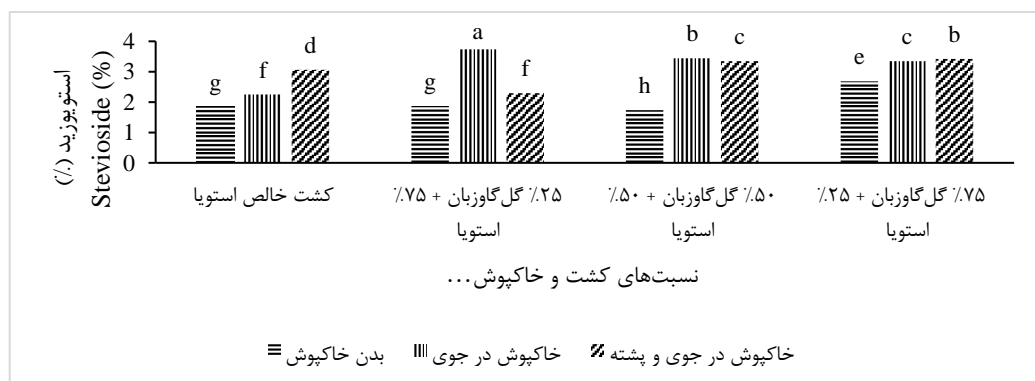 استویوزید (٪)
Stevioside (%)
4
3
2
1
0
g f d
g a f
h b c
e c b
کشت خالص استویا
۲۵٪ گل‌گاوزبان + ۷۵٪ استویا
۵۰٪ گل‌گاوزبان + ۵۰٪ استویا
۷۵٪ گل‌گاوزبان + ۲۵٪ استویا
نسبت‌های کشت و خاکپوش...
بدن خاکپوش
خاکپوش در جوی
خاکپوش در جوی و پشته